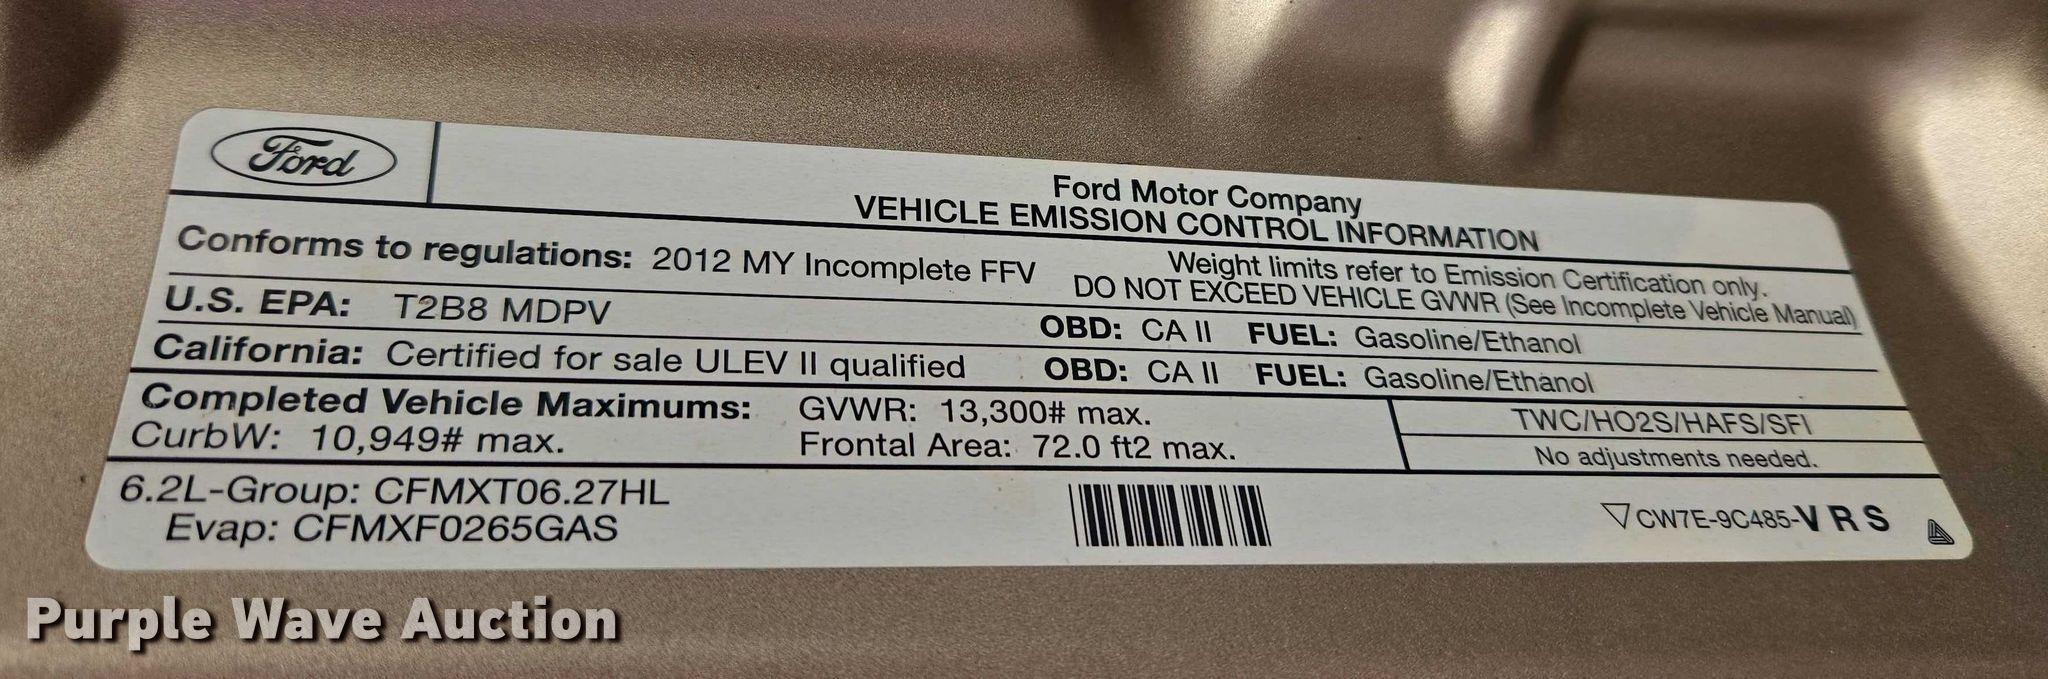 Ford
Ford Motor Company
VEHICLE EMISSION CONTROL INFORMATION
Conforms to regulations: 2012 MY Incomplete FFV
Weight limits refer to Emission Certification only.
DO NOT EXCEED VEHICLE GVWR (See Incomplete Vehicle Manual)
U.S. EPA: T2B8 MDPV OBD: CA II FUEL: Gasoline/Ethanol
California: Certified for sale ULEV II qualified OBD: CA II FUEL: Gasoline/Ethanol
Completed Vehicle Maximums: GVWR: 13,300# max.
CurbW: 10,949# max. Frontal Area: 72.0 ft2 max.
TWC/HO2S/HAFS/SFI
No adjustments needed.
6.2L-Group: CFMXT06.27HL
Evap: CFMXF0265GAS
CW7E-9C485-VRS
Purple Wave Auction